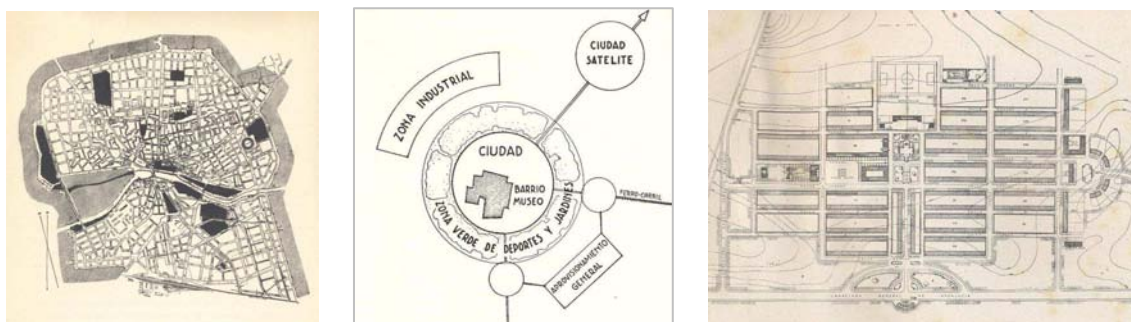 CIUDAD
SATELITE
ZONA INDUSTRIAL
CIUDAD
BARRIO
MUSEO
FERRO-CARRIL
ZONA VERDE DE DEPORTES Y JARDINES
APROVISIONAMIENTO
GENERAL